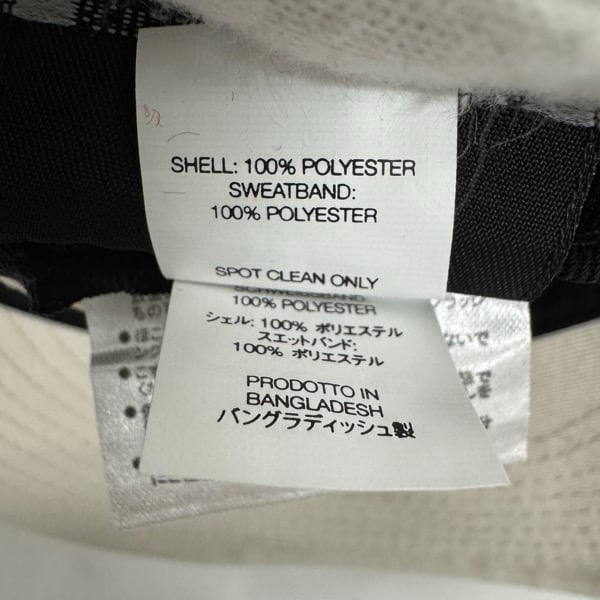 SHELL: 100% POLYESTER
SWEATBAND:
100% POLYESTER
SPOT CLEAN ONLY
100% POLYESTER
シェル: 100% ポリエステル
スエットバンド:
100% ポリエステル
PRODOTTO IN
BANGLADESH
バングラディッシュ製